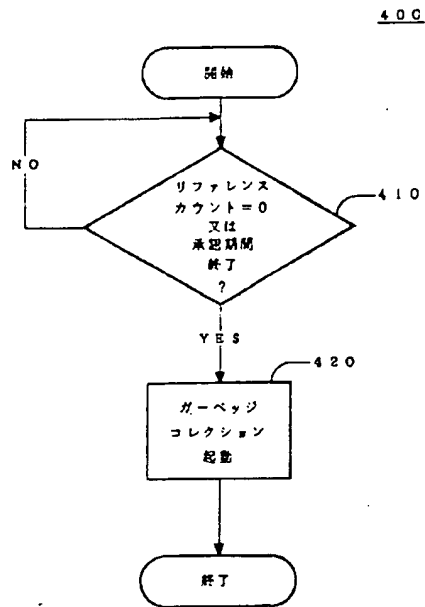 400
開始
NO
リファレンス
カウント=0
又は
承認期間
終了
?
410
YES
420
ガーベッジ
コレクション
起動
終了